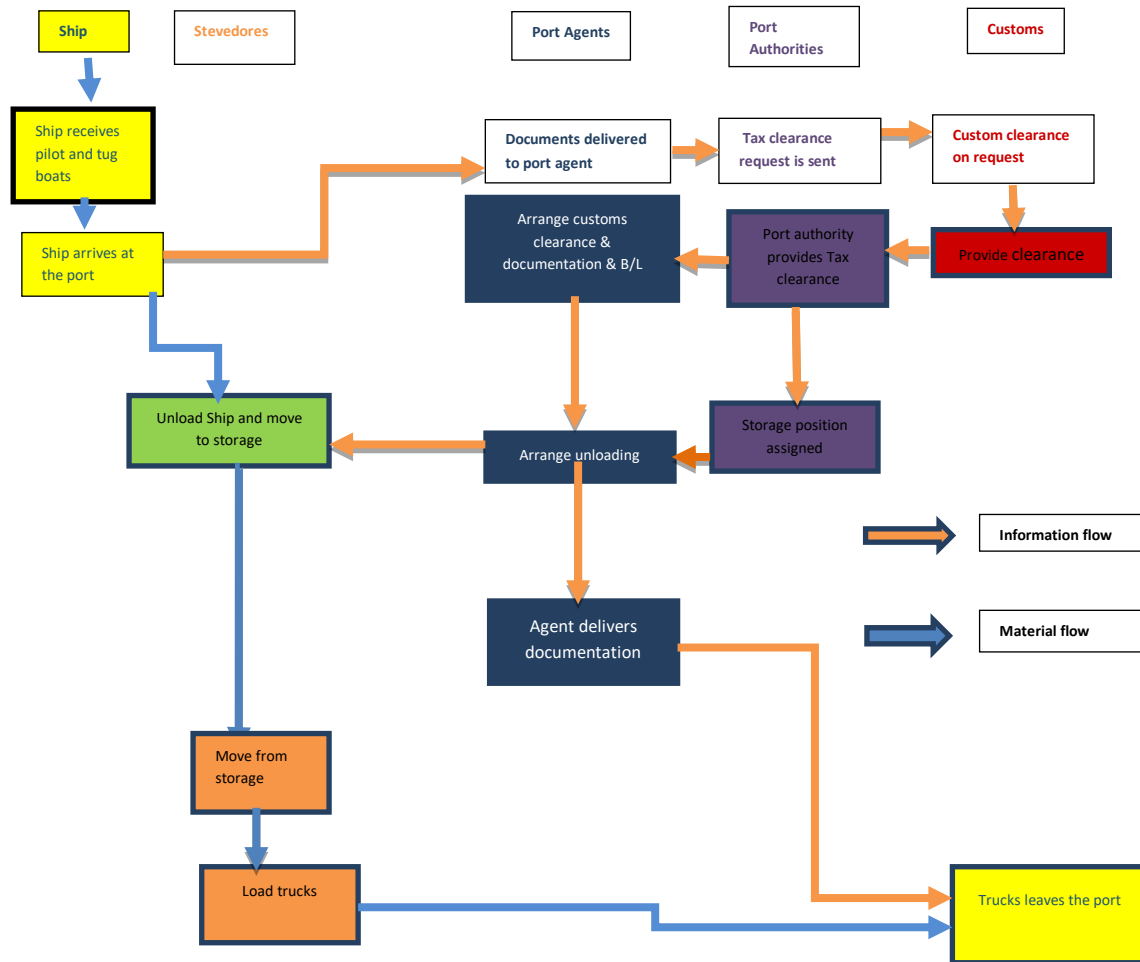 Ship
Stevedores
Port Agents
Port
Authorities
Customs
Ship receives
pilot and tug
boats
Documents delivered
to port agent
Tax clearance
request is sent
Custom clearance
on request
Ship arrives at
the port
Arrange customs
clearance &
documentation & B/L
Port authority
provides Tax
clearance
Provide clearance
Unload Ship and move
to storage
Arrange unloading
Storage position
assigned
Information flow
Agent delivers
documentation
Material flow
Move from
storage
Load trucks
Trucks leaves the port